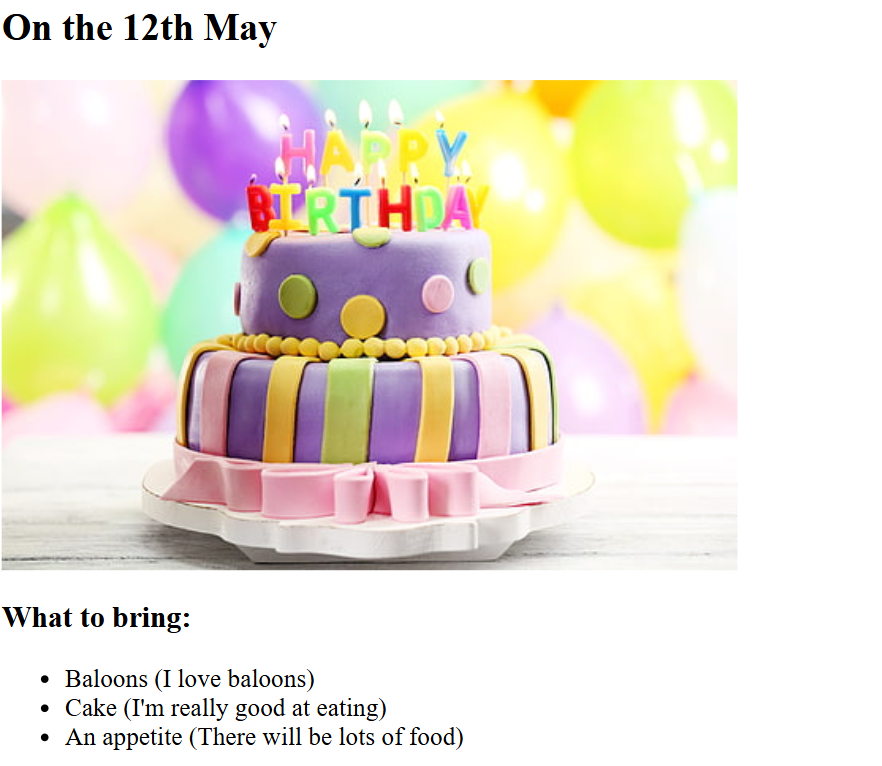 On the 12th May
HAPPY
BIRTHDAY
What to bring:
Baloons (I love baloons)
Cake (I'm really good at eating)
An appetite (There will be lots of food)